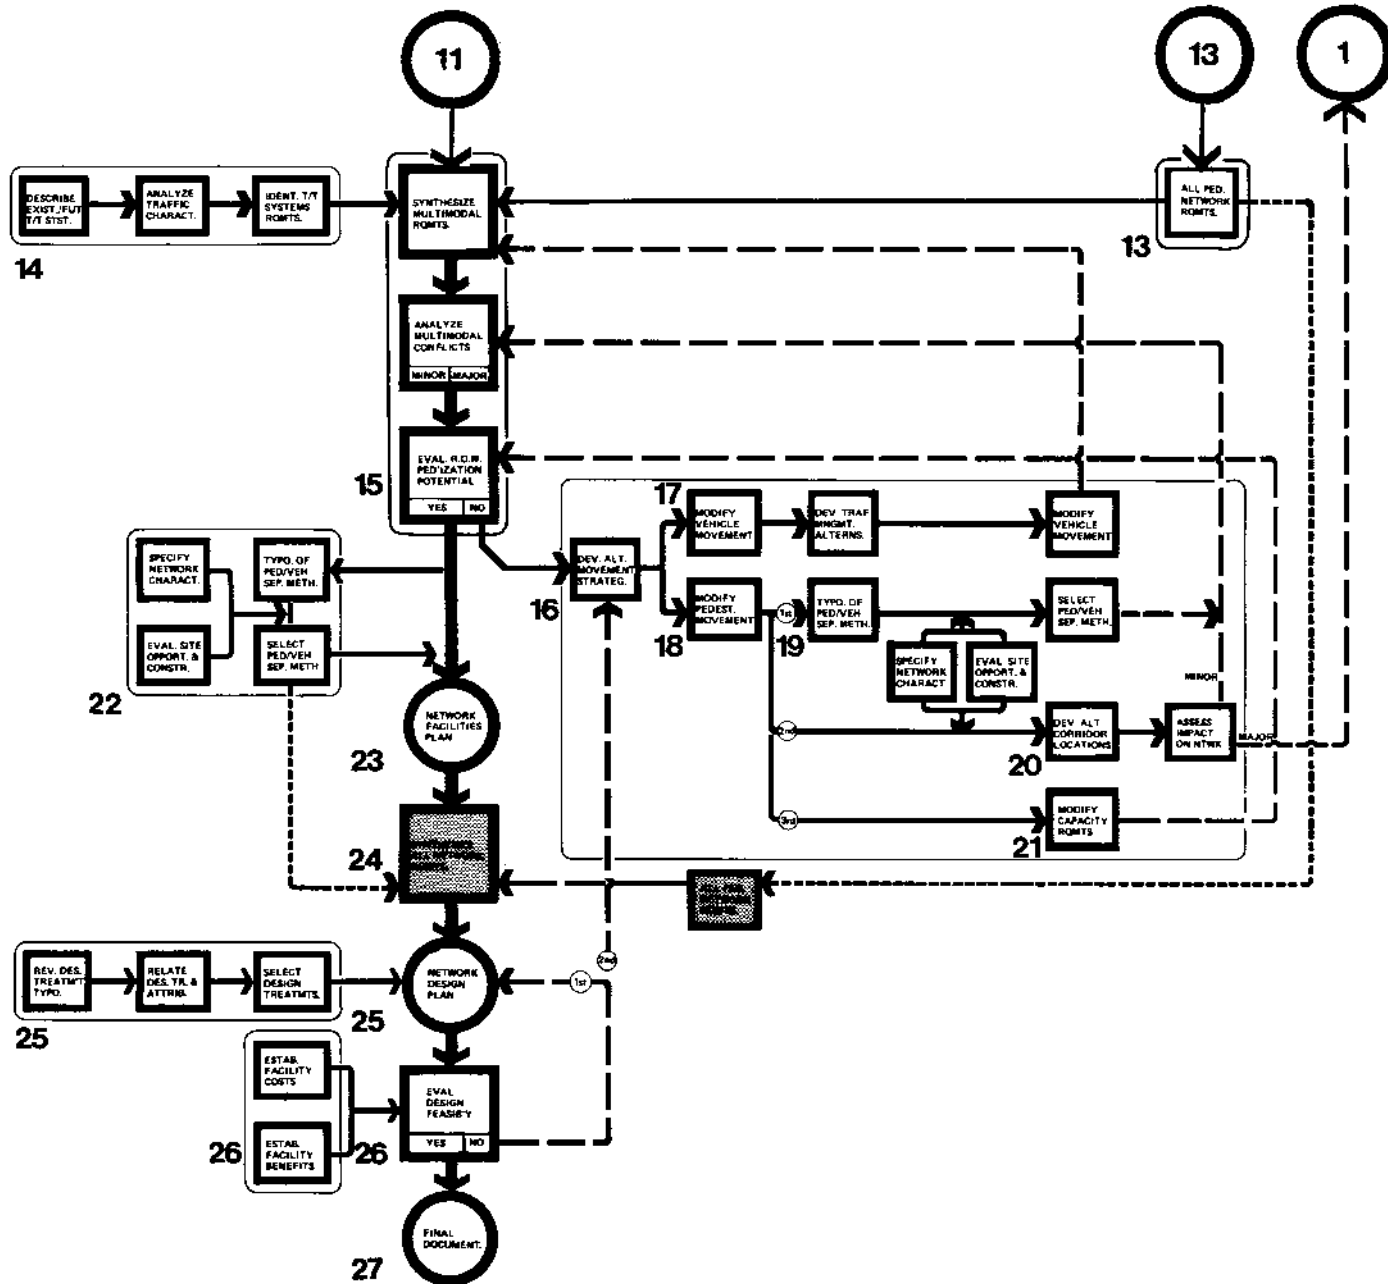 11
13
1
DESCRIBE
EXIST./FUT
T/T SYST.
ANALYZE
TRAFFIC
CHARACT.
IDENT. T/T
SYSTEMS
RQMTS.
14
SYNTHESIZE
MULTIMODAL
RQMTS.
ALL PED.
NETWORK
RQMTS.
13
ANALYZE
MULTIMODAL
CONFLICTS
MINOR MAJOR
EVAL. R.O.W.
PED'IZATION
POTENTIAL
YES NO
15
SPECIFY
NETWORK
CHARACT.
TYPO. OF
PED/VEH
SEP. METH.
EVAL. SITE
OPPORT. &
CONSTR.
SELECT
PED/VEH
SEP. METH
22
DEV. ALT.
MOVEMENT
STRATEG.
16
17
MODIFY
VEHICLE
MOVEMENT
DEV. TRAF
MNGMT.
ALTERNS.
MODIFY
VEHICLE
MOVEMENT
MODIFY
PEDEST.
MOVEMENT
18
1st
TYPO. OF
PED/VEH
SEP. METH.
19
SELECT
PED/VEH
SEP. METH.
SPECIFY
NETWORK
CHARACT
EVAL. SITE
OPPORT. &
CONSTR.
MINOR
2nd
DEV. ALT
CORRIDOR
LOCATIONS
20
ASSESS
IMPACT
ON NTWK
MAJOR
3rd
MODIFY
CAPACITY
RQMTS
21
NETWORK
FACILITIES
PLAN
23
24
REV. DES.
TREATM'T
TYPO.
RELATE
DES. TR. &
ATTRIB.
SELECT
DESIGN
TREATMTS.
25
NETWORK
DESIGN
PLAN
25
1st
2nd
ESTAB.
FACILITY
COSTS
ESTAB.
FACILITY
BENEFITS
26
26
EVAL
DESIGN
FEASIB'Y
YES NO
FINAL
DOCUMENT.
27